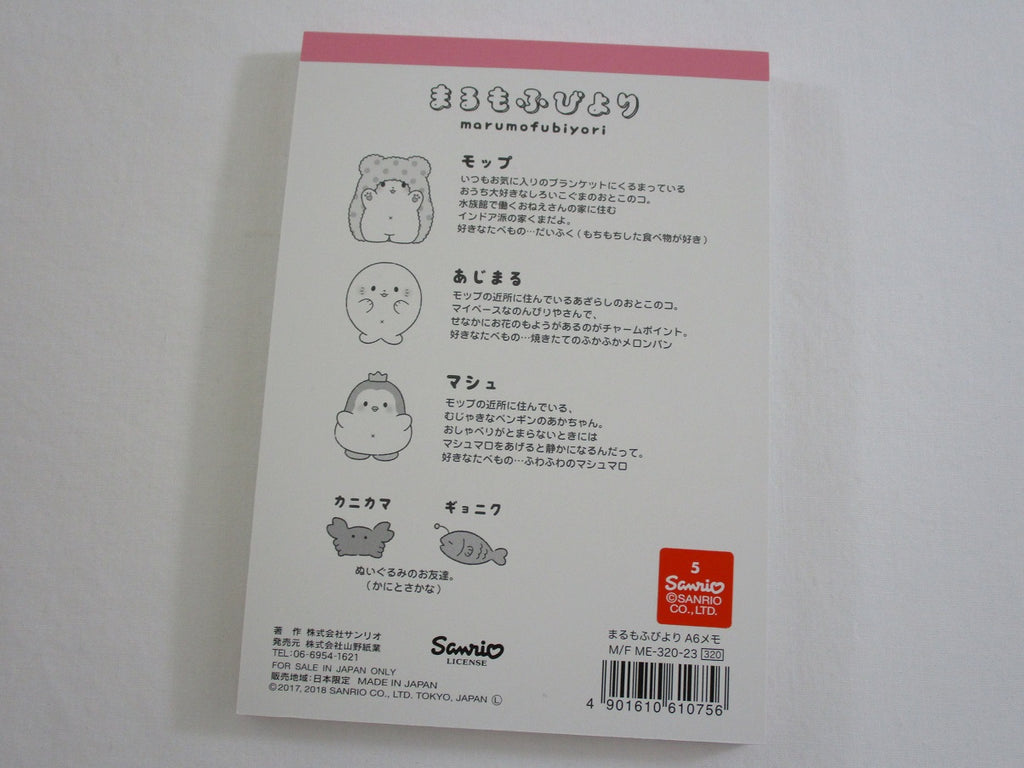 まるもふびより
marumofubiyori
モップ
いつもお気に入りのブランケットにくるまっている
おうち大好きなしろいこぐまのおとこのコ。
水族館で働くおねえさんの家に住む
インドア派の家くまだよ。
好きなたべもの…だいふく(もちもちした食べ物が好き)
あじまる
モップの近所に住んでいるあざらしのおとこのコ。
マイペースなのんびりやさんで、
せなかにお花のもようがあるのがチャームポイント。
好きなたべもの…焼きたてのふかふかメロンパン
マシュ
モップの近所に住んでいる、
むじゃきなペンギンのあかちゃん。
おしゃべりがとまらないときには
マシュマロをあげると静かになるんだって。
好きなたべもの…ふわふわのマシュマロ
カニカマ
ギョニク
ぬいぐるみのお友達。
(かにとさかな)
5
Sanrio
©SANRIO
CO.,LTD.
著 作 株式会社サンリオ
発売元 株式会社山野紙業
TEL:06-6954-1621
FOR SALE IN JAPAN ONLY
販売地域:日本限定 MADE IN JAPAN
©2017, 2018 SANRIO CO., LTD. TOKYO, JAPAN Ⓛ
Sanrio
LICENSE
まるもふびより A6メモ
M/F ME-320-23 320
4 901610 610756